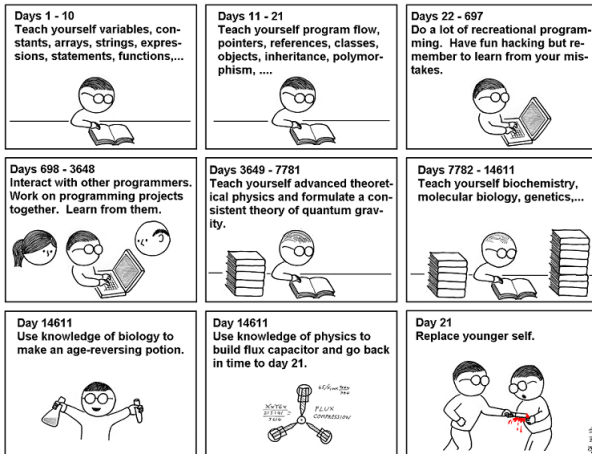 Days 1 - 10
Teach yourself variables, con-
stants, arrays, strings, expres-
sions, statements, functions,...
Days 11 - 21
Teach yourself program flow,
pointers, references, classes,
objects, inheritance, polymor-
phism, ....
Days 22 - 697
Do a lot of recreational program-
ming. Have fun hacking but re-
member to learn from your mis-
takes.
Days 698 - 3648
Interact with other programmers.
Work on programming projects
together. Learn from them.
Days 3649 - 7781
Teach yourself advanced theoret-
ical physics and formulate a con-
sistent theory of quantum grav-
ity.
Days 7782 - 14611
Teach yourself biochemistry,
molecular biology, genetics,...
Day 14611
Use knowledge of biology to
make an age-reversing potion.
Day 14611
Use knowledge of physics to
build flux capacitor and go back
in time to day 21.
FLUX
COMPRESSION
Day 21
Replace younger self.